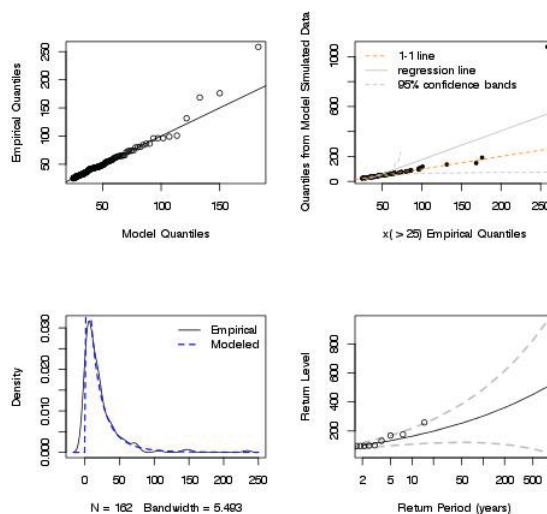 Empirical Quantiles
50 100 150 200 250
50 100 150
Model Quantiles
Quantiles from Model Simulated Data
0 200 400 600 1000
1-1 line
regression line
95% confidence bands
50 100 150 200 250
x( > 25) Empirical Quantiles
Density
0.000 0.010 0.020 0.030
Empirical
Modeled
0 50 100 150 200 250
N = 162 Bandwidth = 5.493
Return Level
200 400 600 800
2 5 10 50 200 500
Return Period (years)